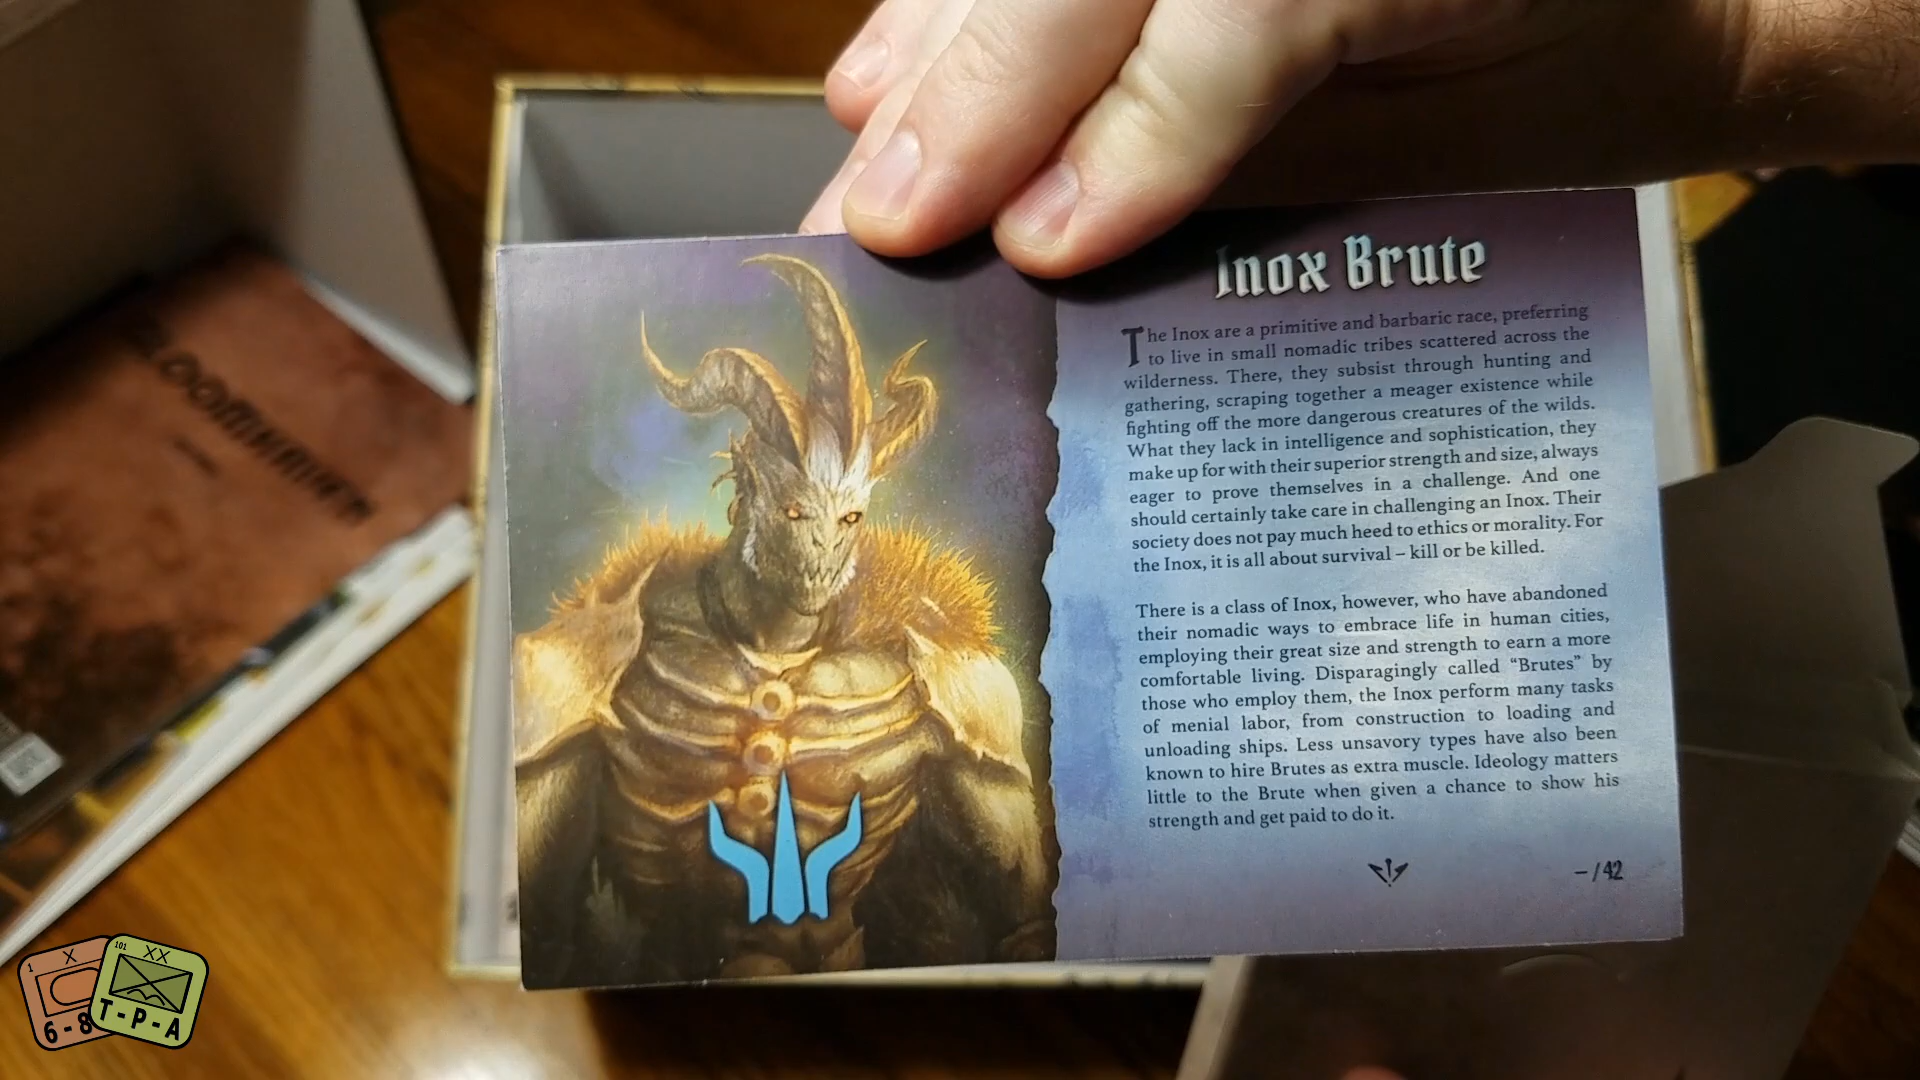 Inox Brute
The Inox are a primitive and barbaric race, preferring
to live in small nomadic tribes scattered across the
wilderness. There, they subsist through hunting and
gathering, scraping together a meager existence while
fighting off the more dangerous creatures of the wilds.
What they lack in intelligence and sophistication, they
make up for with their superior strength and size, always
eager to prove themselves in a challenge. And one
should certainly take care in challenging an Inox. Their
society does not pay much heed to ethics or morality. For
the Inox, it is all about survival – kill or be killed.
There is a class of Inox, however, who have abandoned
their nomadic ways to embrace life in human cities,
employing their great size and strength to earn a more
comfortable living. Disparagingly called “Brutes” by
those who employ them, the Inox perform many tasks
of menial labor, from construction to loading and
unloading ships. Less unsavory types have also been
known to hire Brutes as extra muscle. Ideology matters
little to the Brute when given a chance to show his
strength and get paid to do it.
– / 42
1 X
6 - 8
101 XX
T - P - A